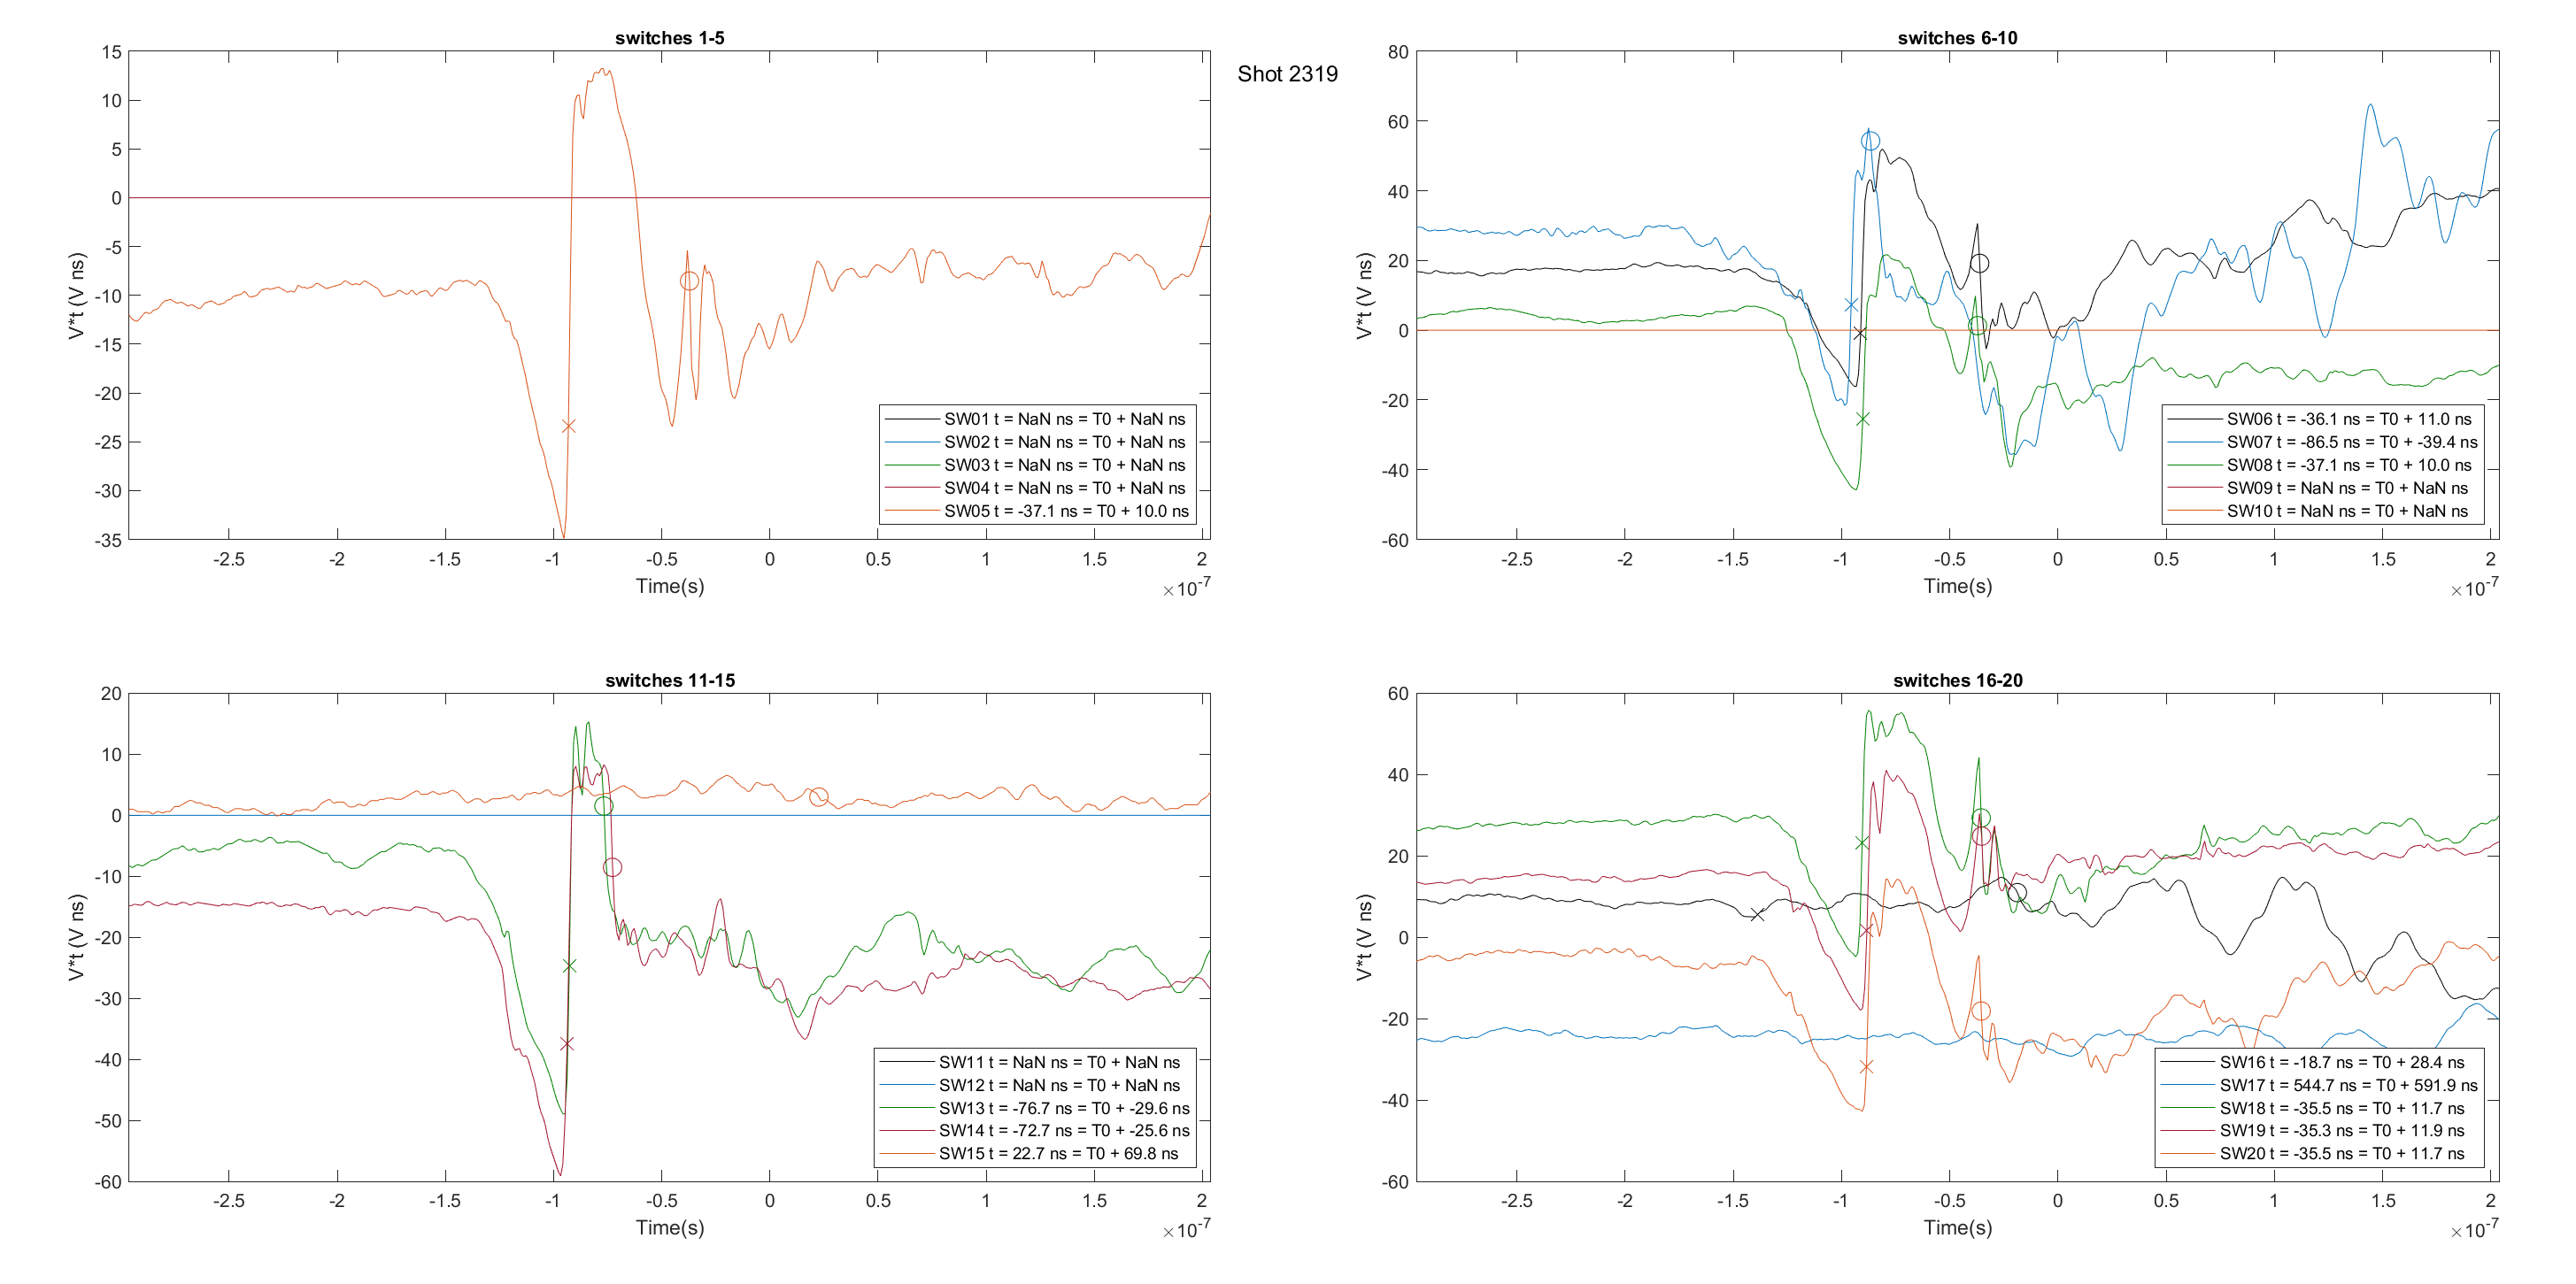 Shot 2319
switches 1-5
15
10
5
0
-5
-10
-15
-20
-25
-30
-35
V*t (V ns)
-2.5 -2 -1.5 -1 -0.5 0 0.5 1 1.5 2
Time(s)
×10-7
SW01 t = NaN ns = T0 + NaN ns
SW02 t = NaN ns = T0 + NaN ns
SW03 t = NaN ns = T0 + NaN ns
SW04 t = NaN ns = T0 + NaN ns
SW05 t = -37.1 ns = T0 + 10.0 ns
switches 6-10
80
60
40
20
0
-20
-40
-60
V*t (V ns)
-2.5 -2 -1.5 -1 -0.5 0 0.5 1 1.5 2
Time(s)
×10-7
SW06 t = -36.1 ns = T0 + 11.0 ns
SW07 t = -86.5 ns = T0 + -39.4 ns
SW08 t = -37.1 ns = T0 + 10.0 ns
SW09 t = NaN ns = T0 + NaN ns
SW10 t = NaN ns = T0 + NaN ns
switches 11-15
20
10
0
-10
-20
-30
-40
-50
-60
V*t (V ns)
-2.5 -2 -1.5 -1 -0.5 0 0.5 1 1.5 2
Time(s)
×10-7
SW11 t = NaN ns = T0 + NaN ns
SW12 t = NaN ns = T0 + NaN ns
SW13 t = -76.7 ns = T0 + -29.6 ns
SW14 t = -72.7 ns = T0 + -25.6 ns
SW15 t = 22.7 ns = T0 + 69.8 ns
switches 16-20
60
40
20
0
-20
-40
-60
V*t (V ns)
-2.5 -2 -1.5 -1 -0.5 0 0.5 1 1.5 2
Time(s)
×10-7
SW16 t = -18.7 ns = T0 + 28.4 ns
SW17 t = 544.7 ns = T0 + 591.9 ns
SW18 t = -35.5 ns = T0 + 11.7 ns
SW19 t = -35.3 ns = T0 + 11.9 ns
SW20 t = -35.5 ns = T0 + 11.7 ns